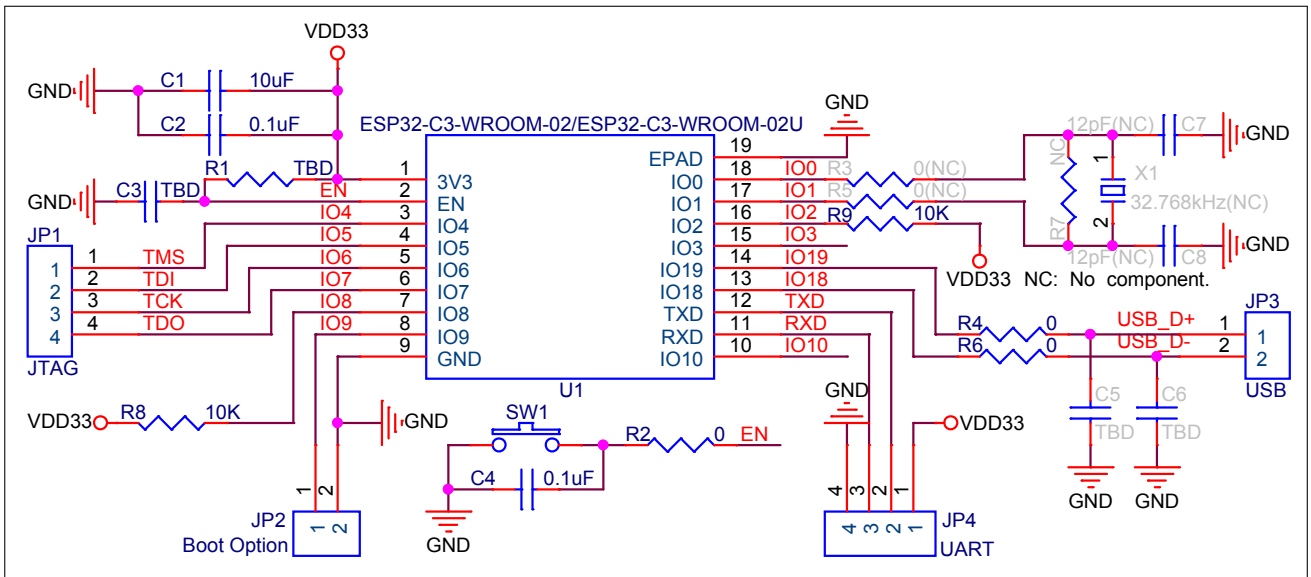 VDD33
GND C1 10uF
C2 0.1uF
ESP32-C3-WROOM-02/ESP32-C3-WROOM-02U
R1 TBD
GND C3 TBD EN
1 3V3
2 EN
IO4 3 IO4
IO5 4 IO5
IO6 5 IO6
IO7 6 IO7
IO8 7 IO8
IO9 8 IO9
9 GND
U1
EPAD 19
IO0 18 IO0 R3 0(NC)
IO1 17 IO1 R5 0(NC)
IO2 16 IO2 R9 10K
IO3 15 IO3
IO19 14 IO19
IO18 13 IO18
TXD 12 TXD
RXD 11 RXD
IO10 10 IO10
GND
VDD33
12pF(NC) C7 GND
NC
R7
1
X1
32.768kHz(NC)
2
12pF(NC) C8 GND
NC: No component.
JP1
1 TMS 1
2 TDI 2
3 TCK 3
4 TDO 4
JTAG
VDD33 R8 10K
GND
1 2
1 2
JP2
Boot Option
SW1
R2 0 EN
C4 0.1uF
GND
GND
VDD33
4 3 2 1
4 3 2 1
JP4
UART
JP3
R4 0 USB_D+ 1 1
R6 0 USB_D- 2 2
USB
C5 C6
TBD TBD
GND GND